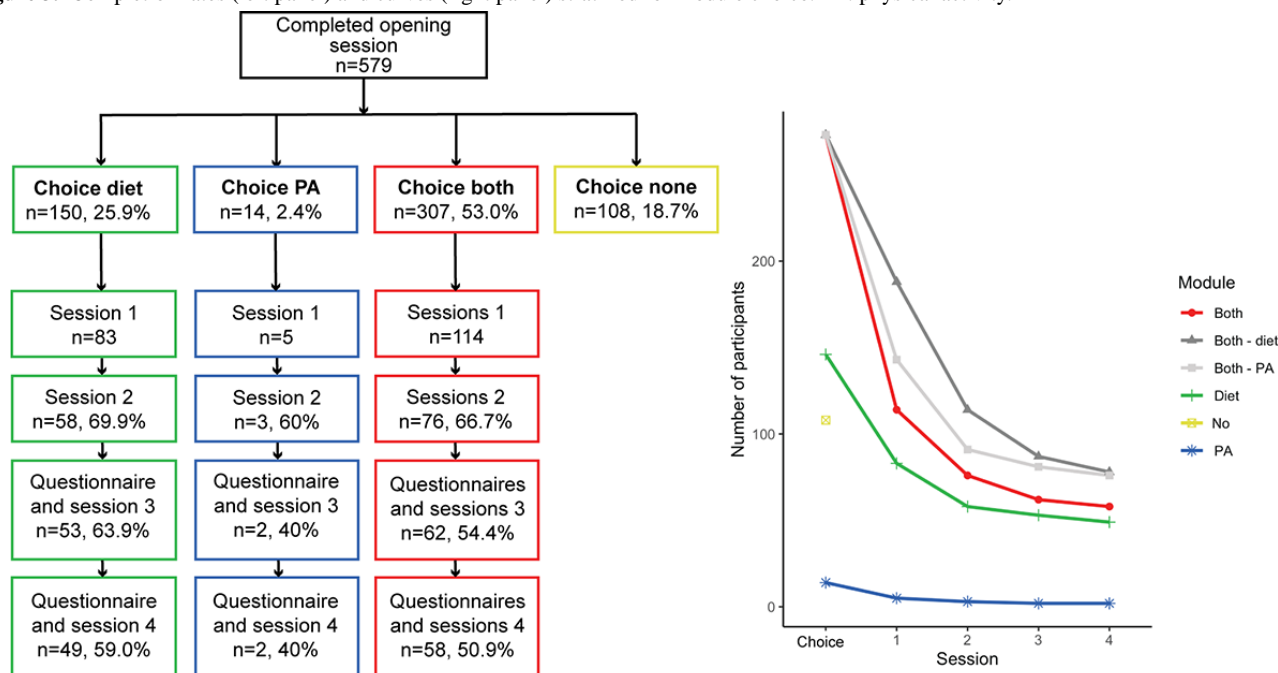 Completed opening
session
n=579
Choice diet
n=150, 25.9%
Choice PA
n=14, 2.4%
Choice both
n=307, 53.0%
Choice none
n=108, 18.7%
Session 1
n=83
Session 1
n=5
Sessions 1
n=114
Session 2
n=58, 69.9%
Session 2
n=3, 60%
Sessions 2
n=76, 66.7%
Questionnaire
and session 3
n=53, 63.9%
Questionnaire
and session 3
n=2, 40%
Questionnaires
and sessions 3
n=62, 54.4%
Questionnaire
and session 4
n=49, 59.0%
Questionnaire
and session 4
n=2, 40%
Questionnaires
and sessions 4
n=58, 50.9%
Number of participants
200
100
0
Choice 1 2 3 4
Session
Module
Both
Both - diet
Both - PA
Diet
No
PA